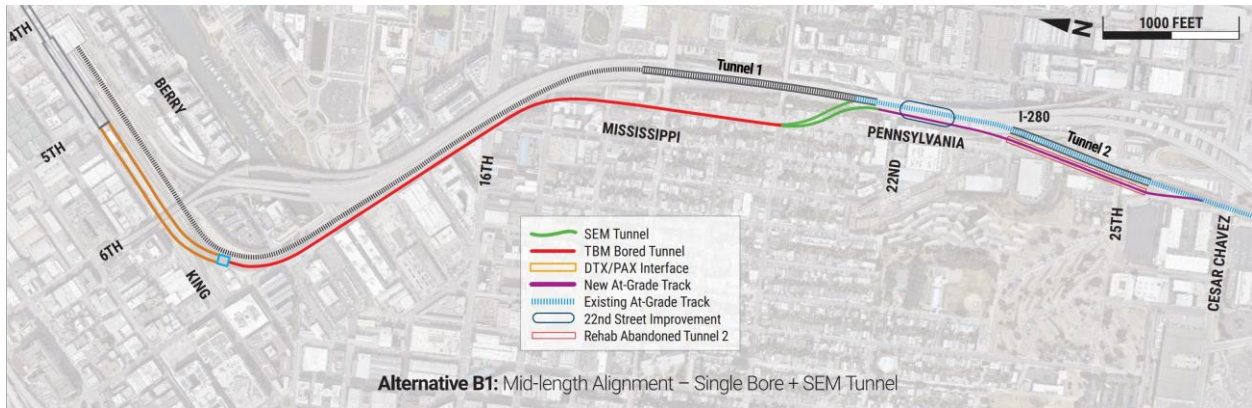 4TH
BERRY
5TH
6TH
KING
16TH
MISSISSIPPI
Tunnel 1
PENNSYLVANIA
22ND
I-280
Tunnel 2
25TH
CESAR CHAVEZ
N
1000 FEET
SEM Tunnel
TBM Bored Tunnel
DTX/PAX Interface
New At-Grade Track
Existing At-Grade Track
22nd Street Improvement
Rehab Abandoned Tunnel 2
Alternative B1: Mid-length Alignment – Single Bore + SEM Tunnel